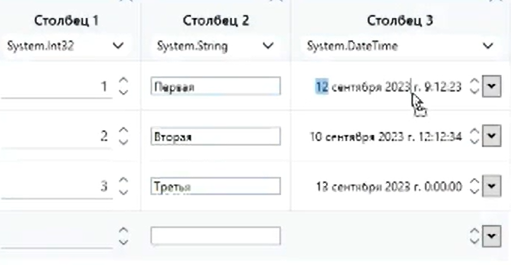 Столбец 1 Столбец 2 Столбец 3
System.Int32 System.String System.DateTime
1 Первая 12 сентября 2023 г. 9:12:23
2 Вторая 10 сентября 2023 г. 12:12:34
3 Третья 13 сентября 2023 г. 0:00:00